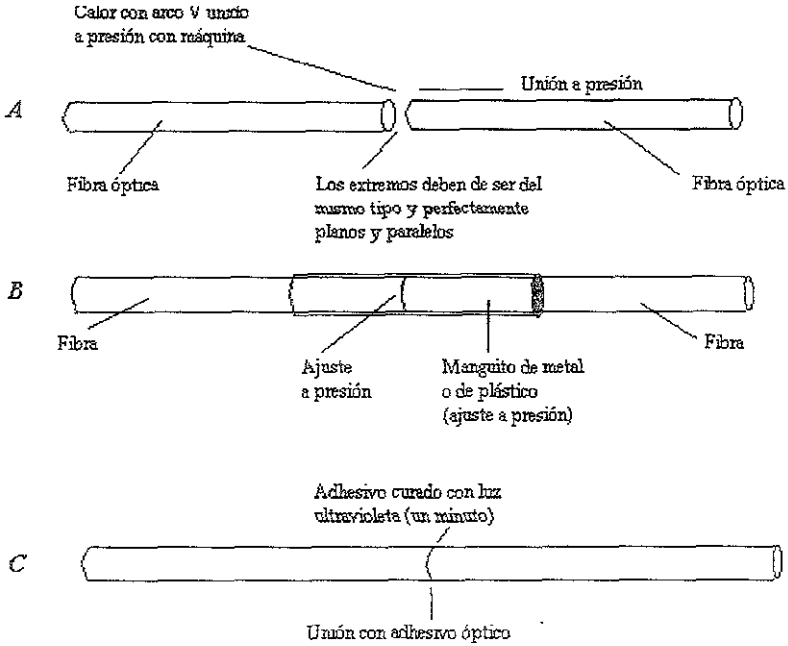 Calor con arco V unido
a presión con máquina
Unión a presión
A
Fibra óptica
Los extremos deben de ser del
mismo tipo y perfectamente
planos y paralelos
Fibra óptica
B
Fibra
Ajuste
a presión
Manguito de metal
o de plástico
(ajuste a presión)
Fibra
Adhesivo curado con luz
ultravioleta (un minuto)
C
Unión con adhesivo óptico